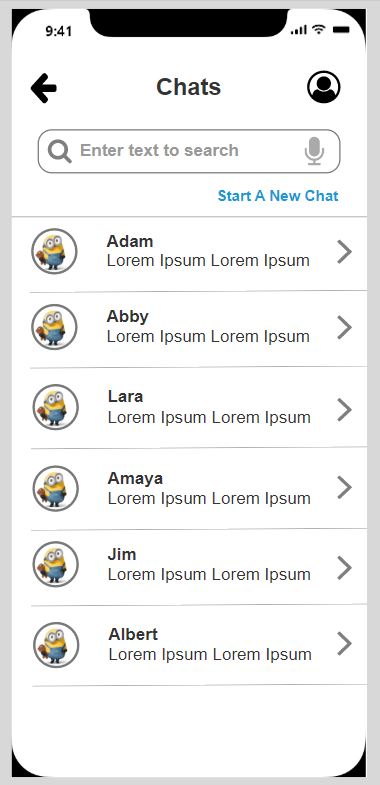 9:41
Chats
Enter text to search
Start A New Chat
Adam
Lorem Ipsum Lorem Ipsum
Abby
Lorem Ipsum Lorem Ipsum
Lara
Lorem Ipsum Lorem Ipsum
Amaya
Lorem Ipsum Lorem Ipsum
Jim
Lorem Ipsum Lorem Ipsum
Albert
Lorem Ipsum Lorem Ipsum